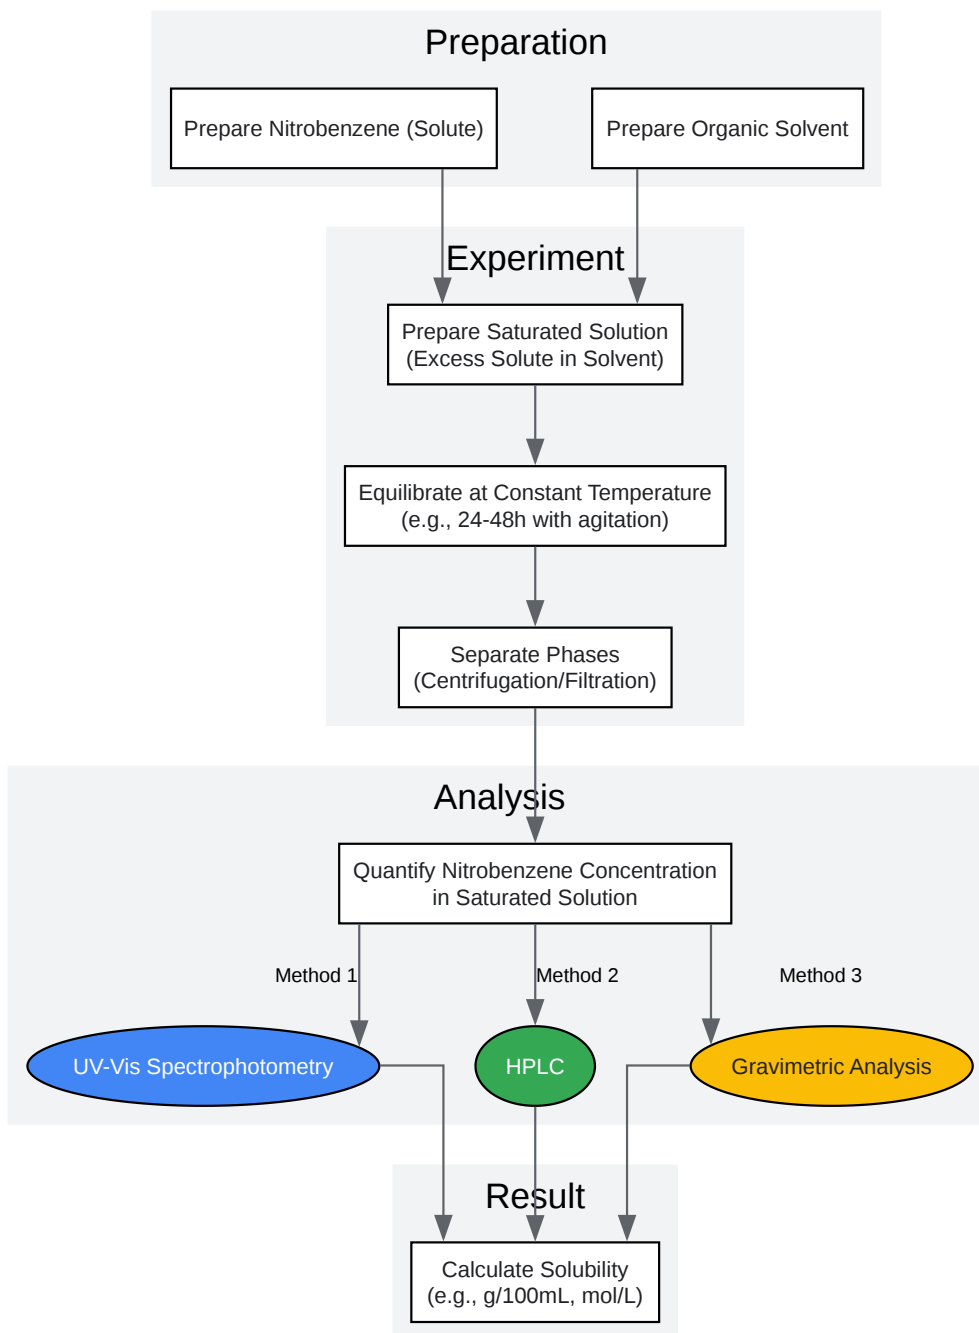 Preparation
Prepare Nitrobenzene (Solute)
Prepare Organic Solvent
Experiment
Prepare Saturated Solution
(Excess Solute in Solvent)
Equilibrate at Constant Temperature
(e.g., 24-48h with agitation)
Separate Phases
(Centrifugation/Filtration)
Analysis
Quantify Nitrobenzene Concentration
in Saturated Solution
Method 1
Method 2
Method 3
UV-Vis Spectrophotometry
HPLC
Gravimetric Analysis
Result
Calculate Solubility
(e.g., g/100mL, mol/L)